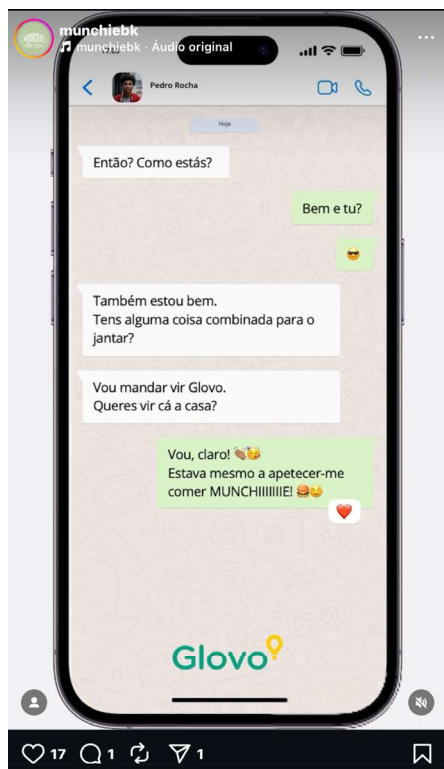 munchiebk
munchiebk · Áudio original
Pedro Rocha
Hoje
Então? Como estás?
Bem e tu?
Também estou bem.
Tens alguma coisa combinada para o
jantar?
Vou mandar vir Glovo.
Queres vir cá a casa?
Vou, claro! 👏🏽🥳
Estava mesmo a apetecer-me
comer MUNCHIIIIIIIE! 🍔😏
Glovo
17 1 1